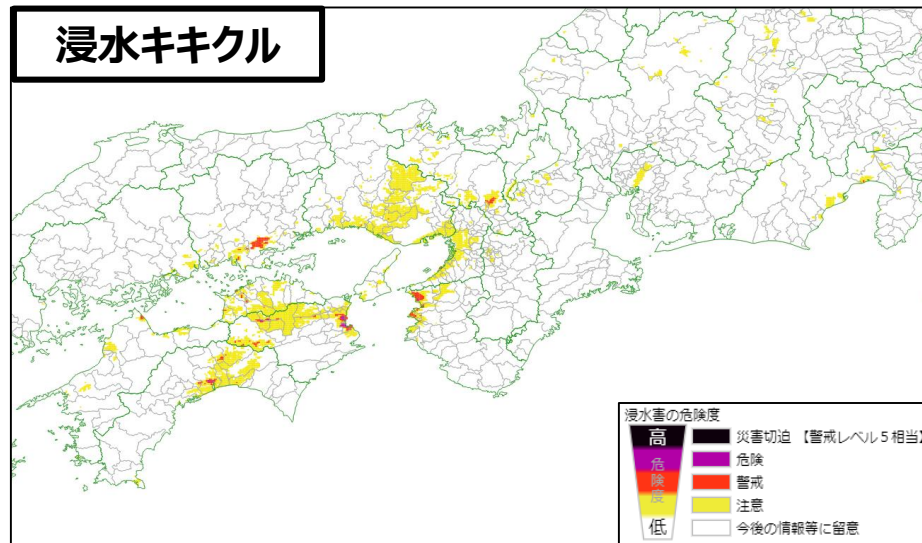 浸水キキクル
浸水害の危険度
高
危険度
低
災害切迫 【警戒レベル5相当】
危険
警戒
注意
今後の情報等に留意